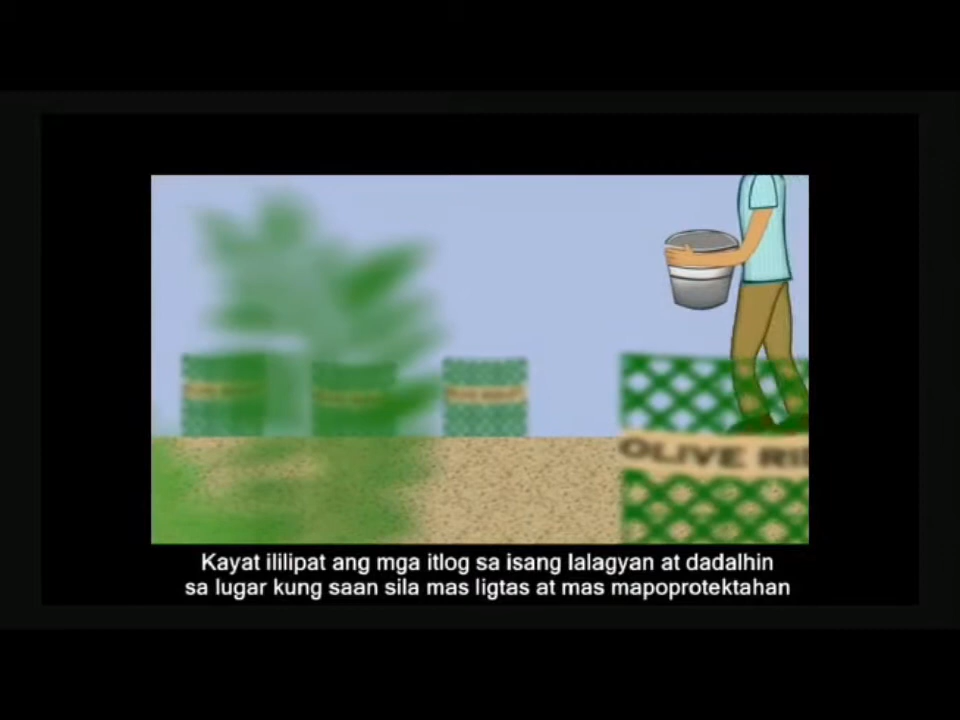 OLIVE RI
Kayat ililipat ang mga itlog sa isang lalagyan at dadalhin
sa lugar kung saan sila mas ligtas at mas mapoprotektahan